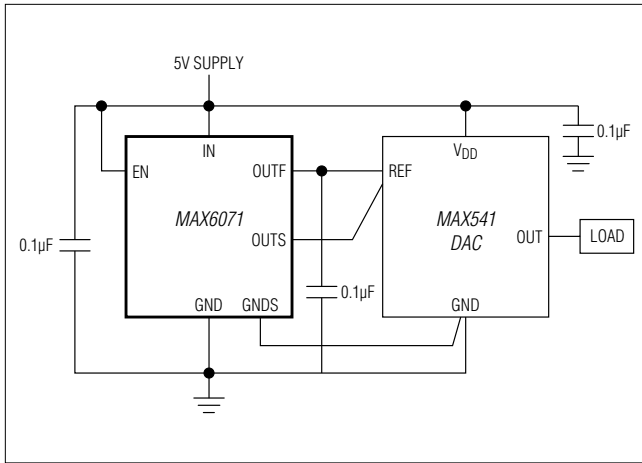 5V SUPPLY
0.1µF
IN
VDD
EN
OUTF
REF
MAX6071
MAX541
DAC
OUT
LOAD
OUTS
0.1µF
0.1µF
GND
GNDS
GND